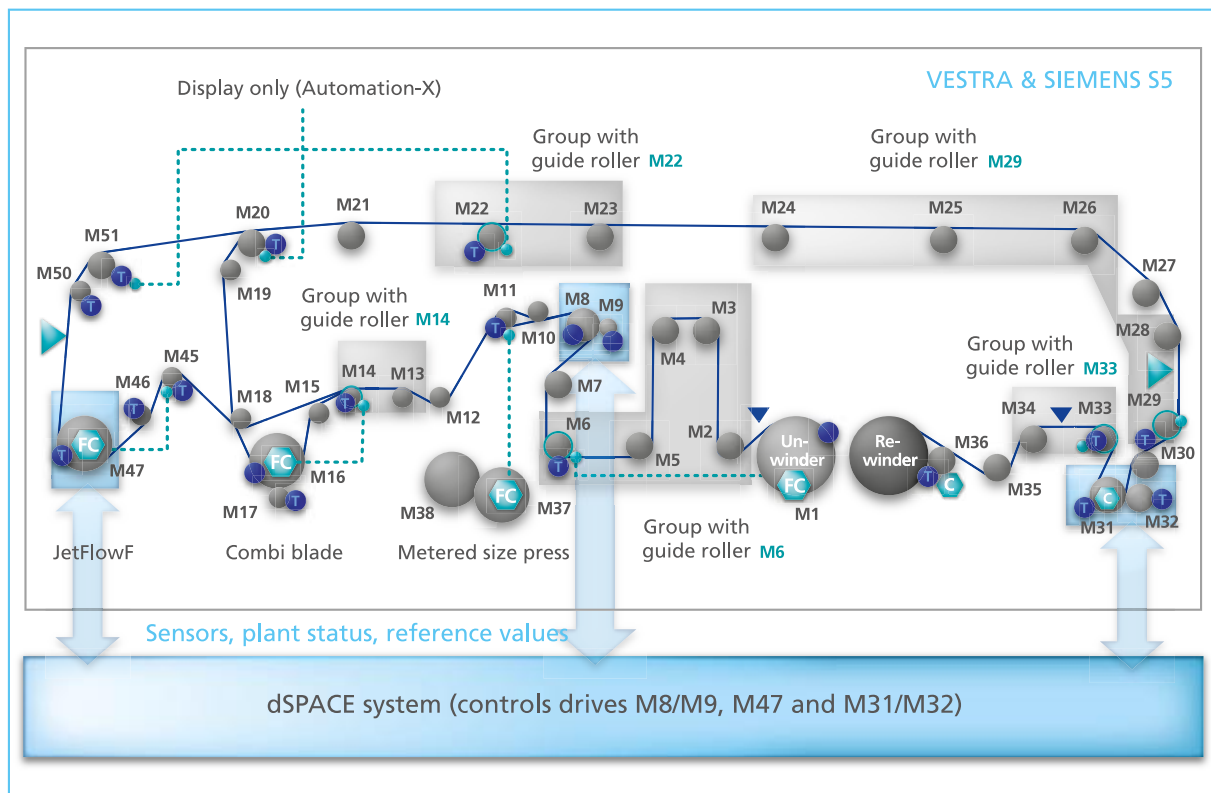 VESTRA & SIEMENS S5
Display only (Automation-X)
Group with
guide roller M22
Group with
guide roller M29
M51
M20
M21
M22
M23
M24
M25
M26
T
T
T
M50
T
M19
M27
Group with
guide roller M14
M11
M8
M9
M3
M28
M10
T
M4
Group with
guide roller M33
M45
M46
T
T
M14
M13
M15
T
M12
M7
M18
M2
M6
M5
T
M34
M33
T
M29
T
M30
FC
T
M47
FC
M16
M17
T
T
M38
FC
M37
Un-
winder
FC
M1
Re-
winder
M36
T
C
M35
T
C
T
M31
M32
Group with
guide roller M6
JetFlowF
Combi blade
Metered size press
Sensors, plant status, reference values
dSPACE system (controls drives M8/M9, M47 and M31/M32)